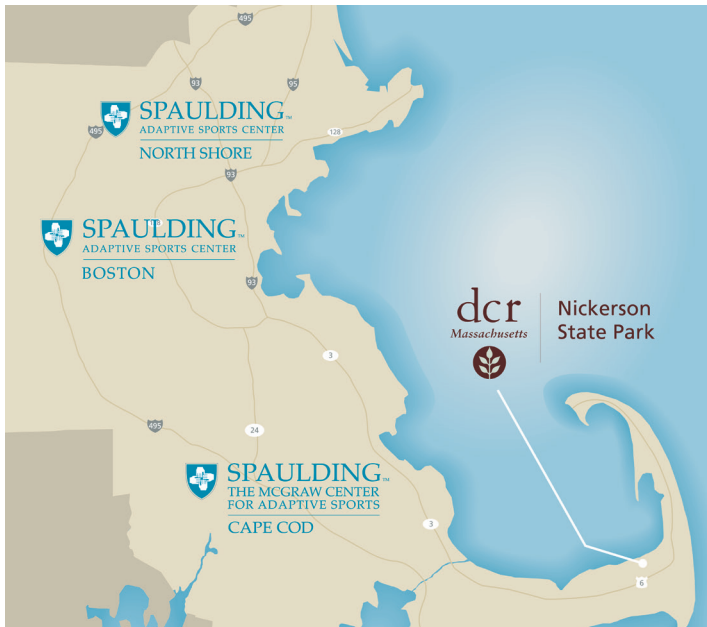 495
93
95
SPAULDING™
ADAPTIVE SPORTS CENTER
NORTH SHORE
495
128
93
SPAULDING™
ADAPTIVE SPORTS CENTER
BOSTON
93
dcr
Massachusetts
Nickerson
State Park
3
495
24
SPAULDING™
THE MCGRAW CENTER
FOR ADAPTIVE SPORTS
CAPE COD
3
6